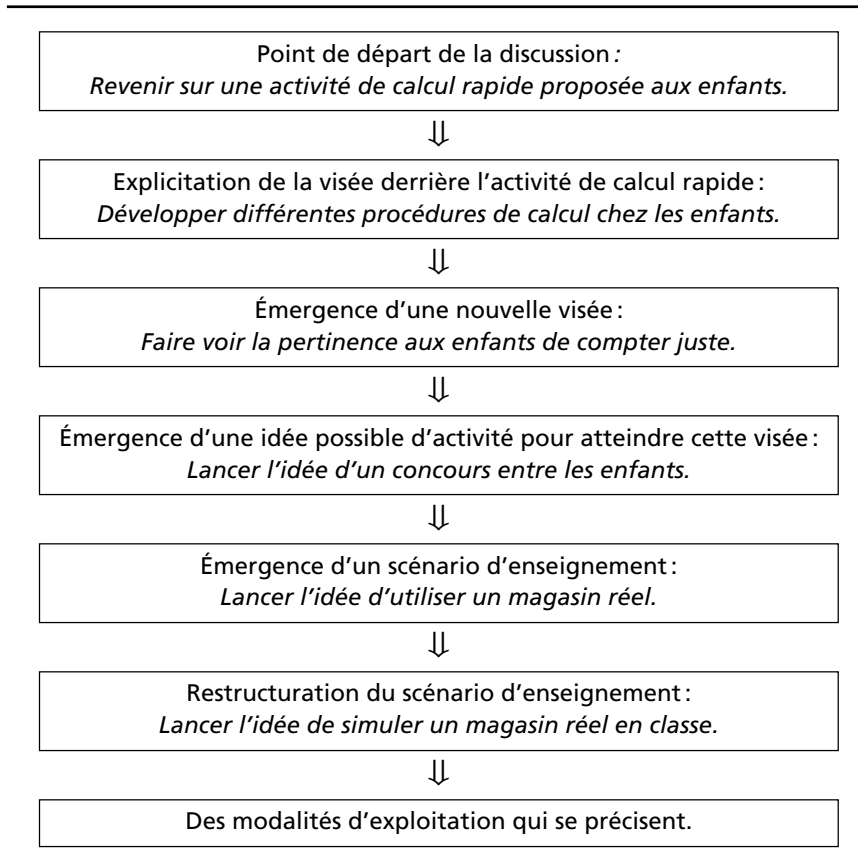 Point de départ de la discussion :
Revenir sur une activité de calcul rapide proposée aux enfants.
⇓
Explicitation de la visée derrière l’activité de calcul rapide :
Développer différentes procédures de calcul chez les enfants.
⇓
Émergence d’une nouvelle visée :
Faire voir la pertinence aux enfants de compter juste.
⇓
Émergence d’une idée possible d’activité pour atteindre cette visée :
Lancer l’idée d’un concours entre les enfants.
⇓
Émergence d’un scénario d’enseignement :
Lancer l’idée d’utiliser un magasin réel.
⇓
Restructuration du scénario d’enseignement :
Lancer l’idée de simuler un magasin réel en classe.
⇓
Des modalités d’exploitation qui se précisent.